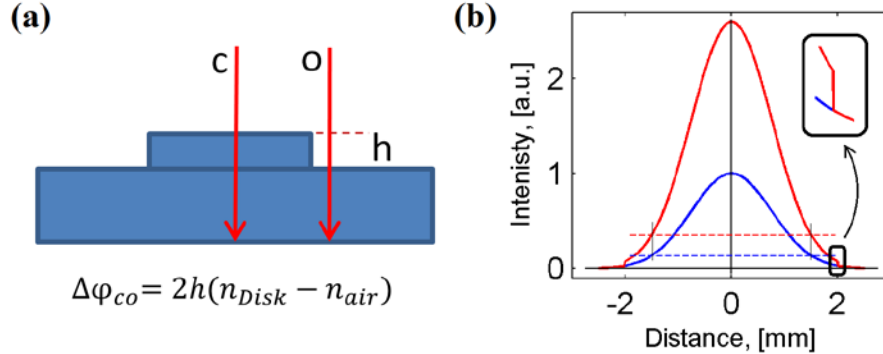 (a)
c
o
h
Δφco= 2h(nDisk − nair)
(b)
Intenisty, [a.u.]
2
1
0
-2
0
2
Distance, [mm]